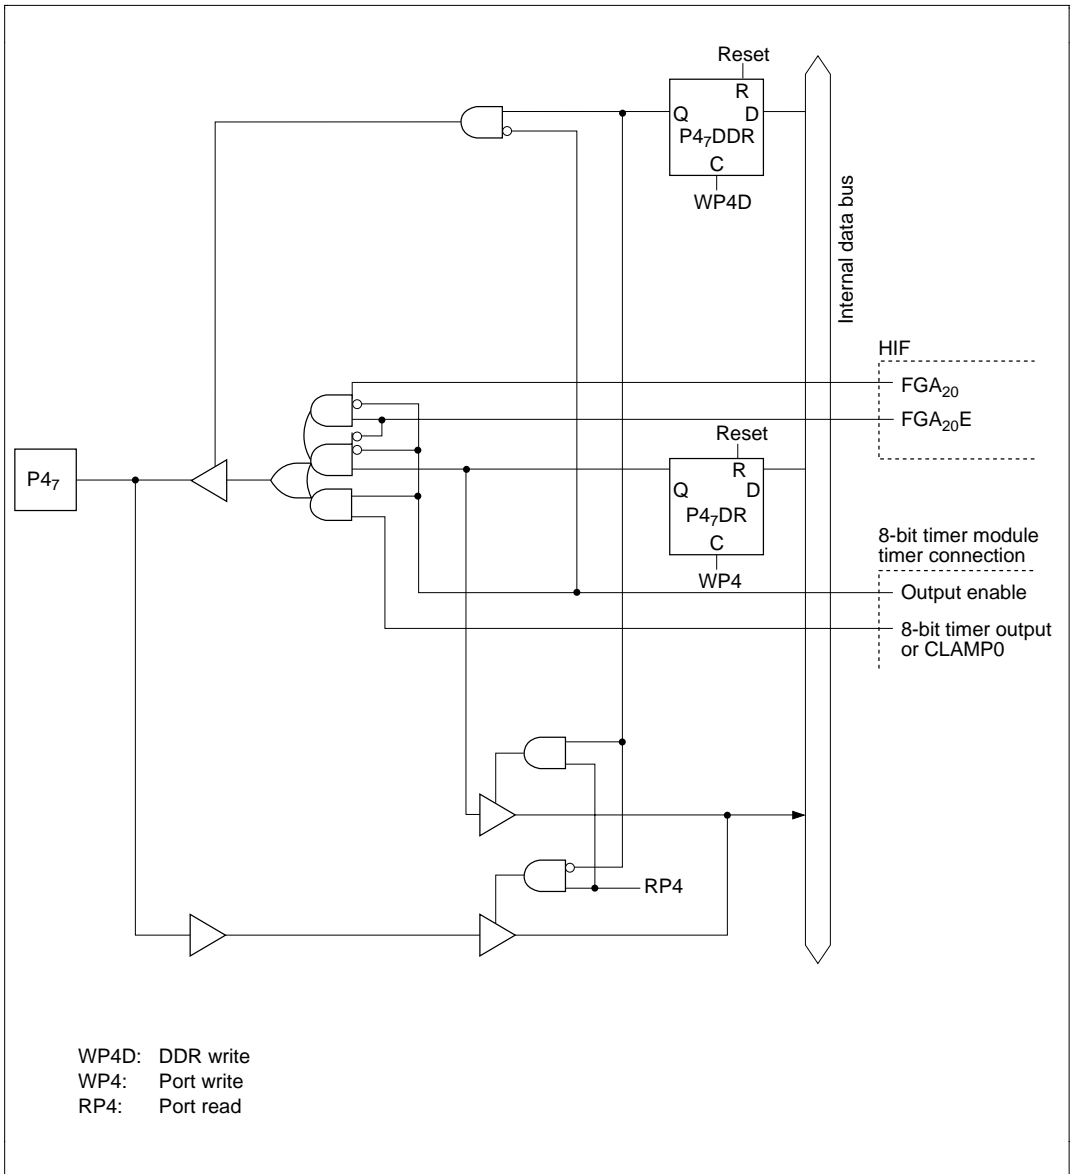 Reset
R
Q D
P4₇DDR
C
WP4D
Internal data bus
HIF
FGA₂₀
FGA₂₀E
Reset
R
Q D
P4₇DR
C
WP4
P4₇
8-bit timer module
timer connection
Output enable
8-bit timer output
or CLAMP0
RP4
WP4D: DDR write
WP4: Port write
RP4: Port read